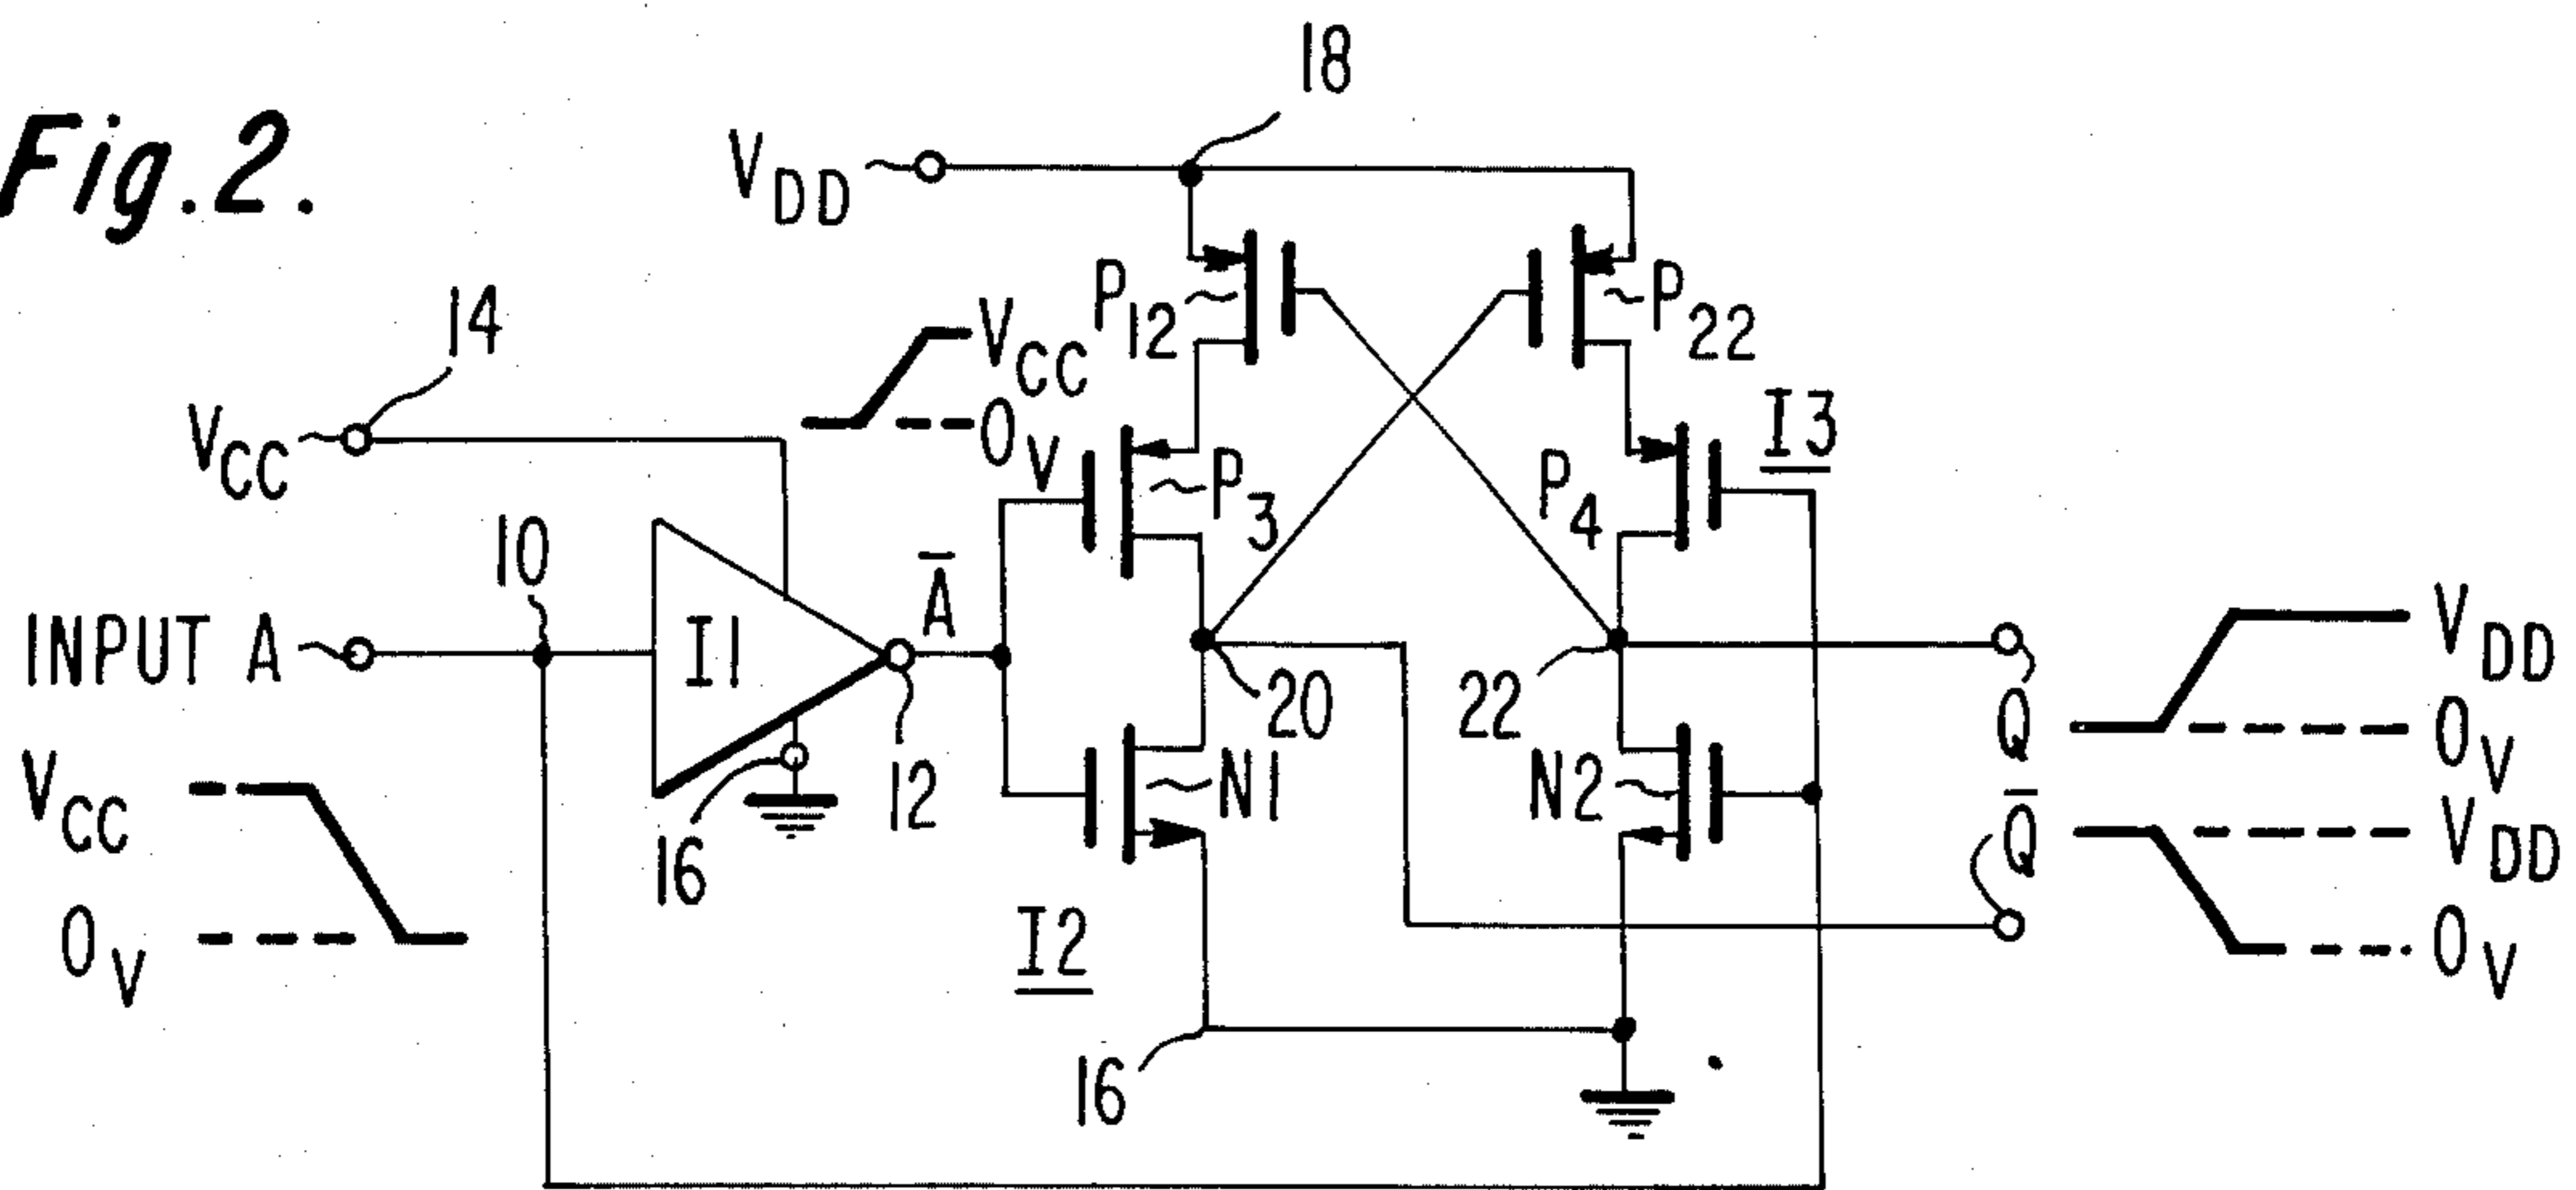 Fig.2.
18
VDD
14
VCC
VCC
0V
P12
P22
P3
P4
I3
10
INPUT A
I1
Ā
12
16
20
22
N1
N2
I2
16
VCC
0V
Q
VDD
0V
Q̄
VDD
0V